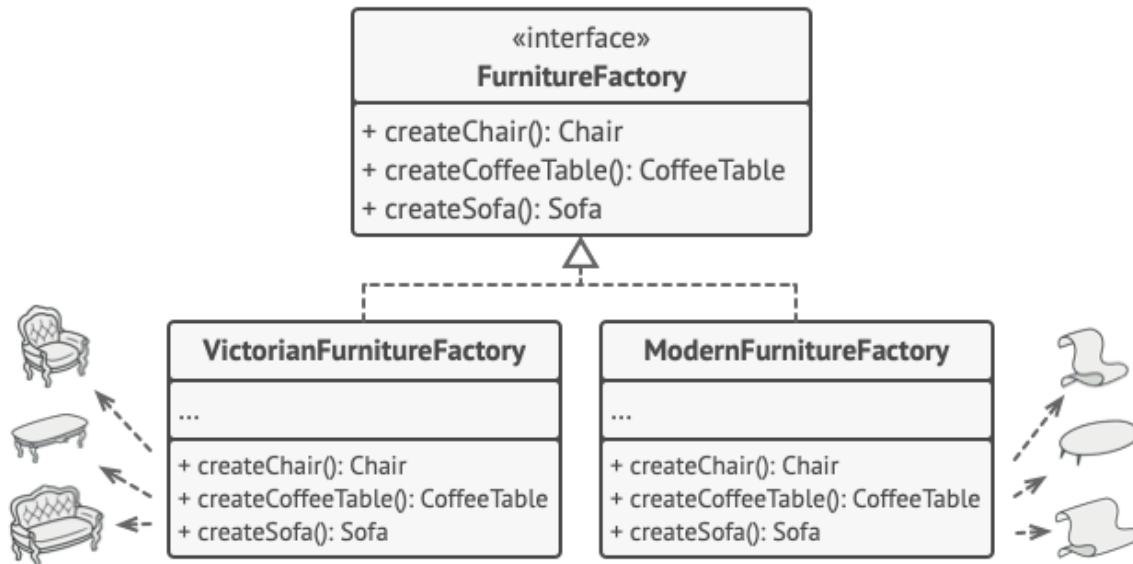 «interface»
FurnitureFactory
+ createChair(): Chair
+ createCoffeeTable(): CoffeeTable
+ createSofa(): Sofa
VictorianFurnitureFactory
...
+ createChair(): Chair
+ createCoffeeTable(): CoffeeTable
+ createSofa(): Sofa
ModernFurnitureFactory
...
+ createChair(): Chair
+ createCoffeeTable(): CoffeeTable
+ createSofa(): Sofa